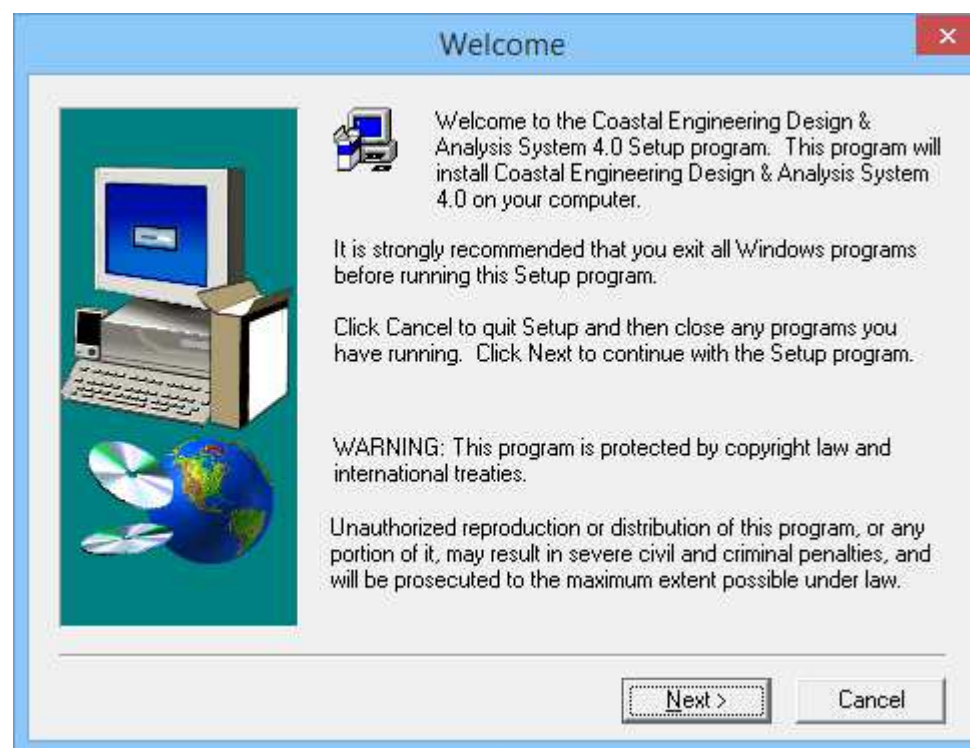 Welcome
Welcome to the Coastal Engineering Design &
Analysis System 4.0 Setup program.  This program will
install Coastal Engineering Design & Analysis System
4.0 on your computer.
It is strongly recommended that you exit all Windows programs
before running this Setup program.
Click Cancel to quit Setup and then close any programs you
have running.  Click Next to continue with the Setup program.
WARNING: This program is protected by copyright law and
international treaties.
Unauthorized reproduction or distribution of this program, or any
portion of it, may result in severe civil and criminal penalties, and
will be prosecuted to the maximum extent possible under law.
Next >
Cancel